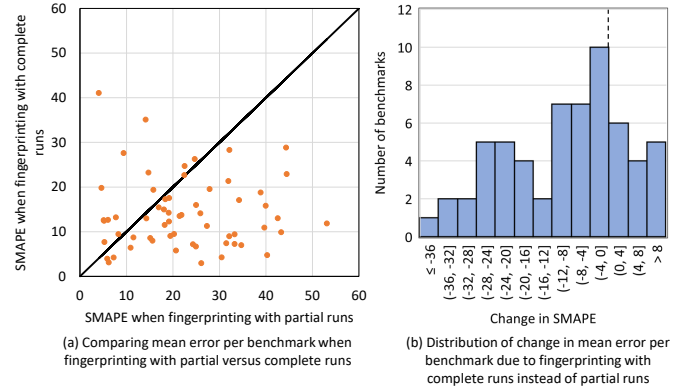 60
50
40
30
20
10
0
0 10 20 30 40 50 60
SMAPE when fingerprinting with complete
runs
SMAPE when fingerprinting with partial runs
(a) Comparing mean error per benchmark when
fingerprinting with partial versus complete runs
12
10
8
6
4
2
0
Number of benchmarks
≤ -36
(-36, -32]
(-32, -28]
(-28, -24]
(-24, -20]
(-20, -16]
(-16, -12]
(-12, -8]
(-8, -4]
(-4, 0]
(0, 4]
(4, 8]
> 8
Change in SMAPE
(b) Distribution of change in mean error per
benchmark due to fingerprinting with
complete runs instead of partial runs